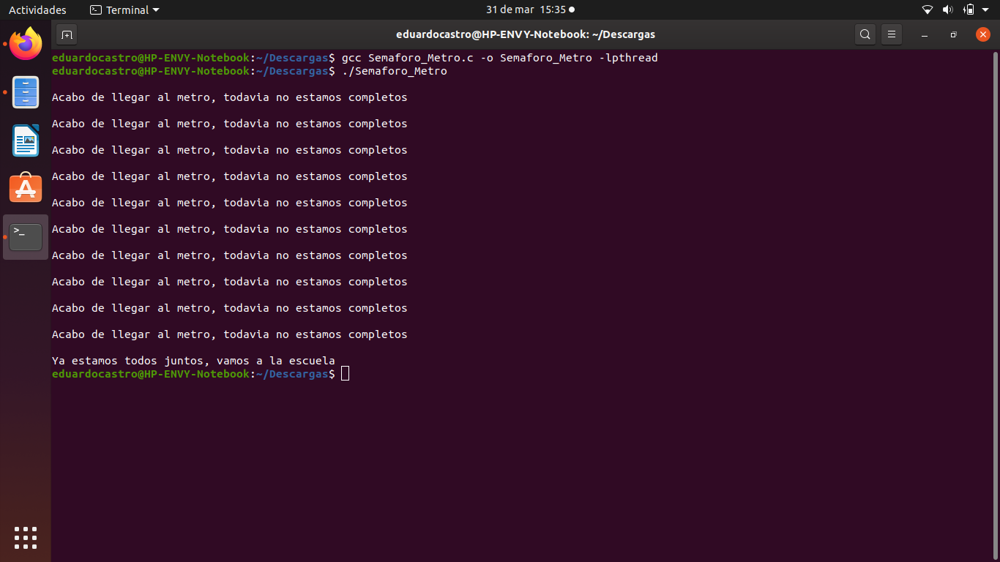 Actividades
Terminal
31 de mar 15:35
eduardocastro@HP-ENVY-Notebook: ~/Descargas
eduardocastro@HP-ENVY-Notebook:~/Descargas$ gcc Semaforo_Metro.c -o Semaforo_Metro -lpthread
eduardocastro@HP-ENVY-Notebook:~/Descargas$ ./Semaforo_Metro
Acabo de llegar al metro, todavia no estamos completos
Acabo de llegar al metro, todavia no estamos completos
Acabo de llegar al metro, todavia no estamos completos
Acabo de llegar al metro, todavia no estamos completos
Acabo de llegar al metro, todavia no estamos completos
Acabo de llegar al metro, todavia no estamos completos
Acabo de llegar al metro, todavia no estamos completos
Acabo de llegar al metro, todavia no estamos completos
Acabo de llegar al metro, todavia no estamos completos
Acabo de llegar al metro, todavia no estamos completos
Ya estamos todos juntos, vamos a la escuela
eduardocastro@HP-ENVY-Notebook:~/Descargas$